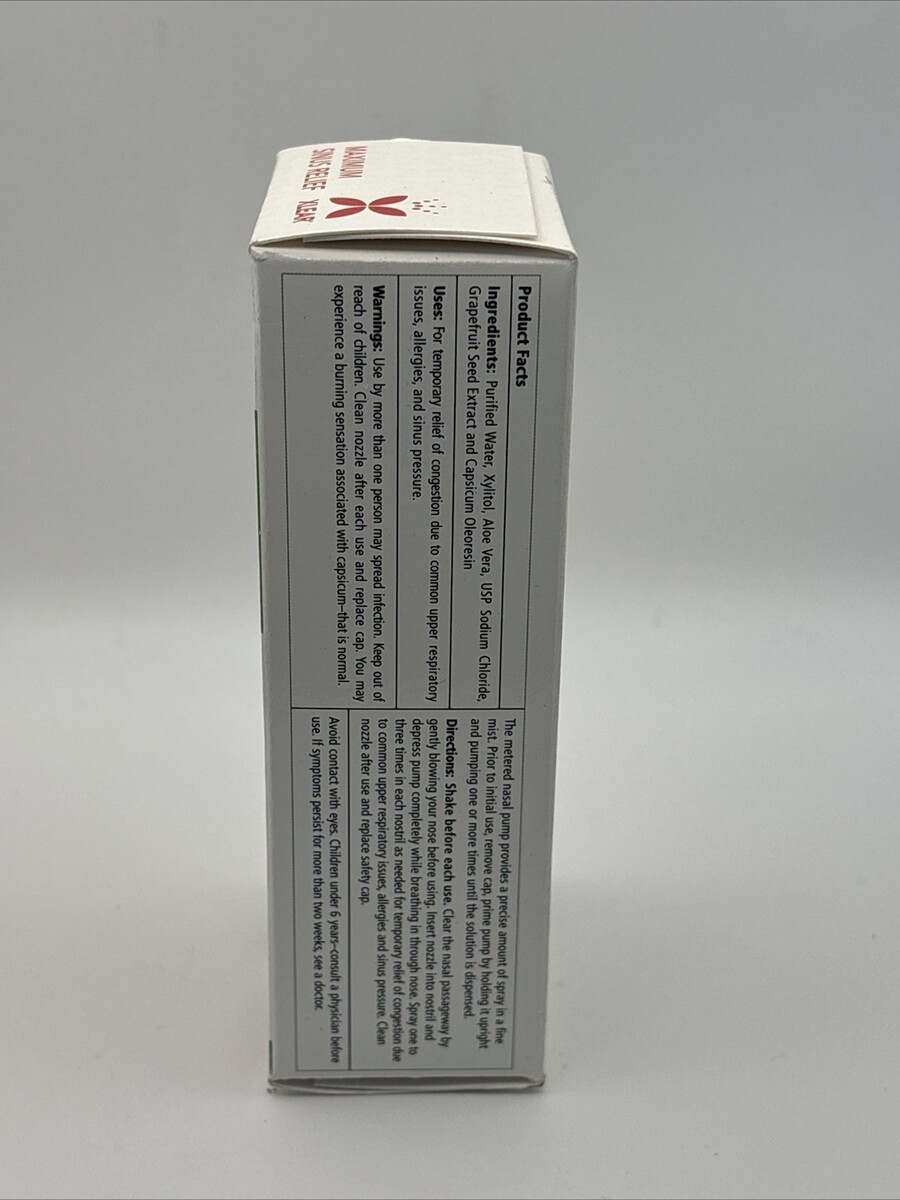 MAXIMUM
SINUS RELIEF XLEAR
Product Facts
Ingredients: Purified Water, Xylitol, Aloe Vera, USP Sodium Chloride,
Grapefruit Seed Extract and Capsicum Oleoresin
Uses: For temporary relief of congestion due to common upper respiratory
issues, allergies, and sinus pressure.
Warnings: Use by more than one person may spread infection. Keep out of
reach of children. Clean nozzle after each use and replace cap. You may
experience a burning sensation associated with capsicum—that is normal.
The metered nasal pump provides a precise amount of spray in a fine
mist. Prior to initial use, remove cap, prime pump by holding it upright
and pumping one or more times until the solution is dispensed.
Directions: Shake before each use. Clear the nasal passageway by
gently blowing your nose before using. Insert nozzle into nostril and
depress pump completely while breathing in through nose. Spray one to
three times in each nostril as needed for temporary relief of congestion due
to common upper respiratory issues, allergies and sinus pressure. Clean
nozzle after use and replace safety cap.
Avoid contact with eyes. Children under 6 years—consult a physician before
use. If symptoms persist for more than two weeks, see a doctor.